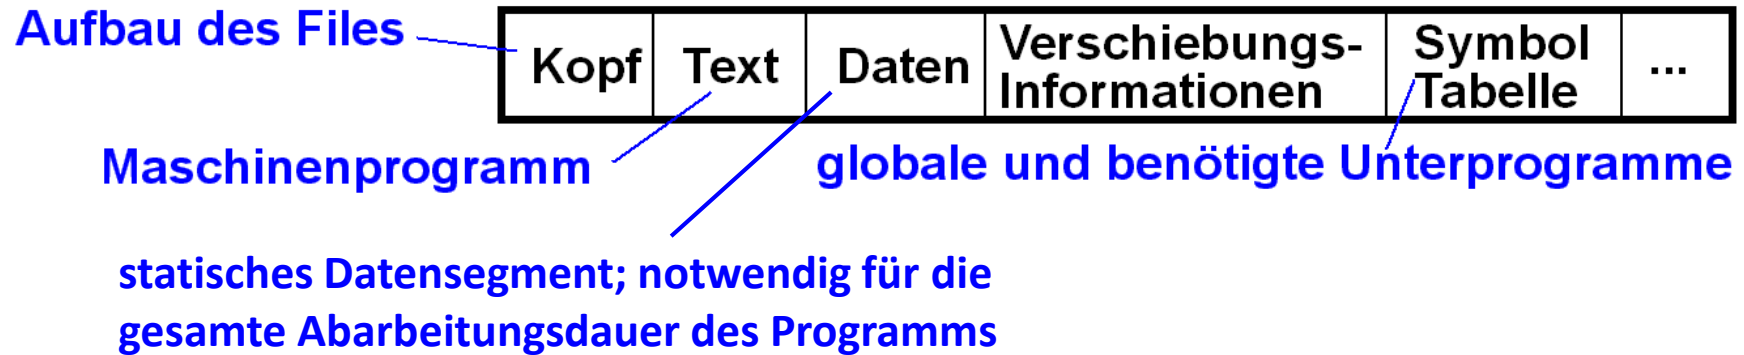 Aufbau des Files
Kopf
Text
Daten
Verschiebungs-
Informationen
Symbol
Tabelle
...
Maschinenprogramm
globale und benötigte Unterprogramme
statisches Datensegment; notwendig für die
gesamte Abarbeitungsdauer des Programms